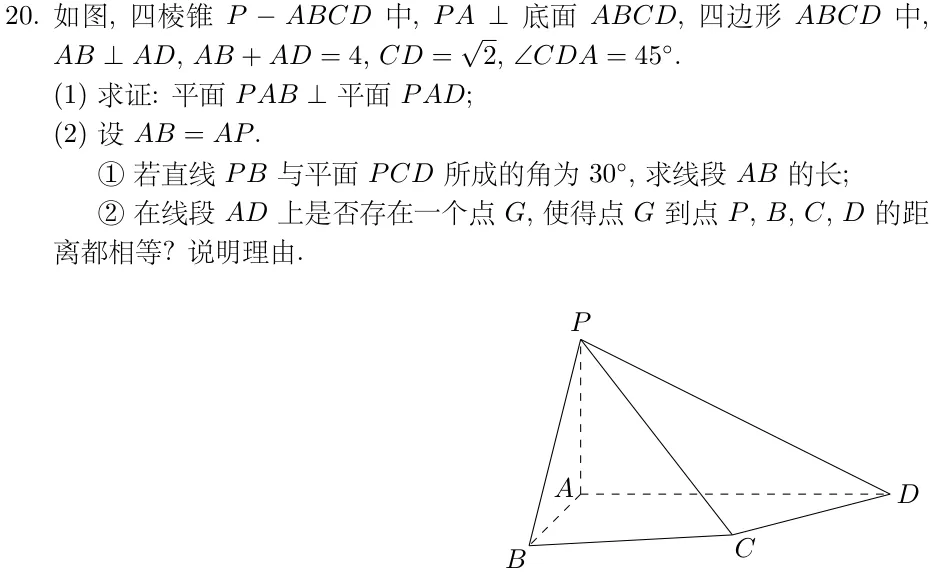 20. 如图, 四棱锥 P − ABCD 中, PA ⊥ 底面 ABCD, 四边形 ABCD 中,
AB ⊥ AD, AB + AD = 4, CD = √2, ∠CDA = 45°.
(1) 求证: 平面 PAB ⊥ 平面 PAD;
(2) 设 AB = AP.
① 若直线 PB 与平面 PCD 所成的角为 30°, 求线段 AB 的长;
② 在线段 AD 上是否存在一个点 G, 使得点 G 到点 P, B, C, D 的距
离都相等? 说明理由.
P
A
D
B
C